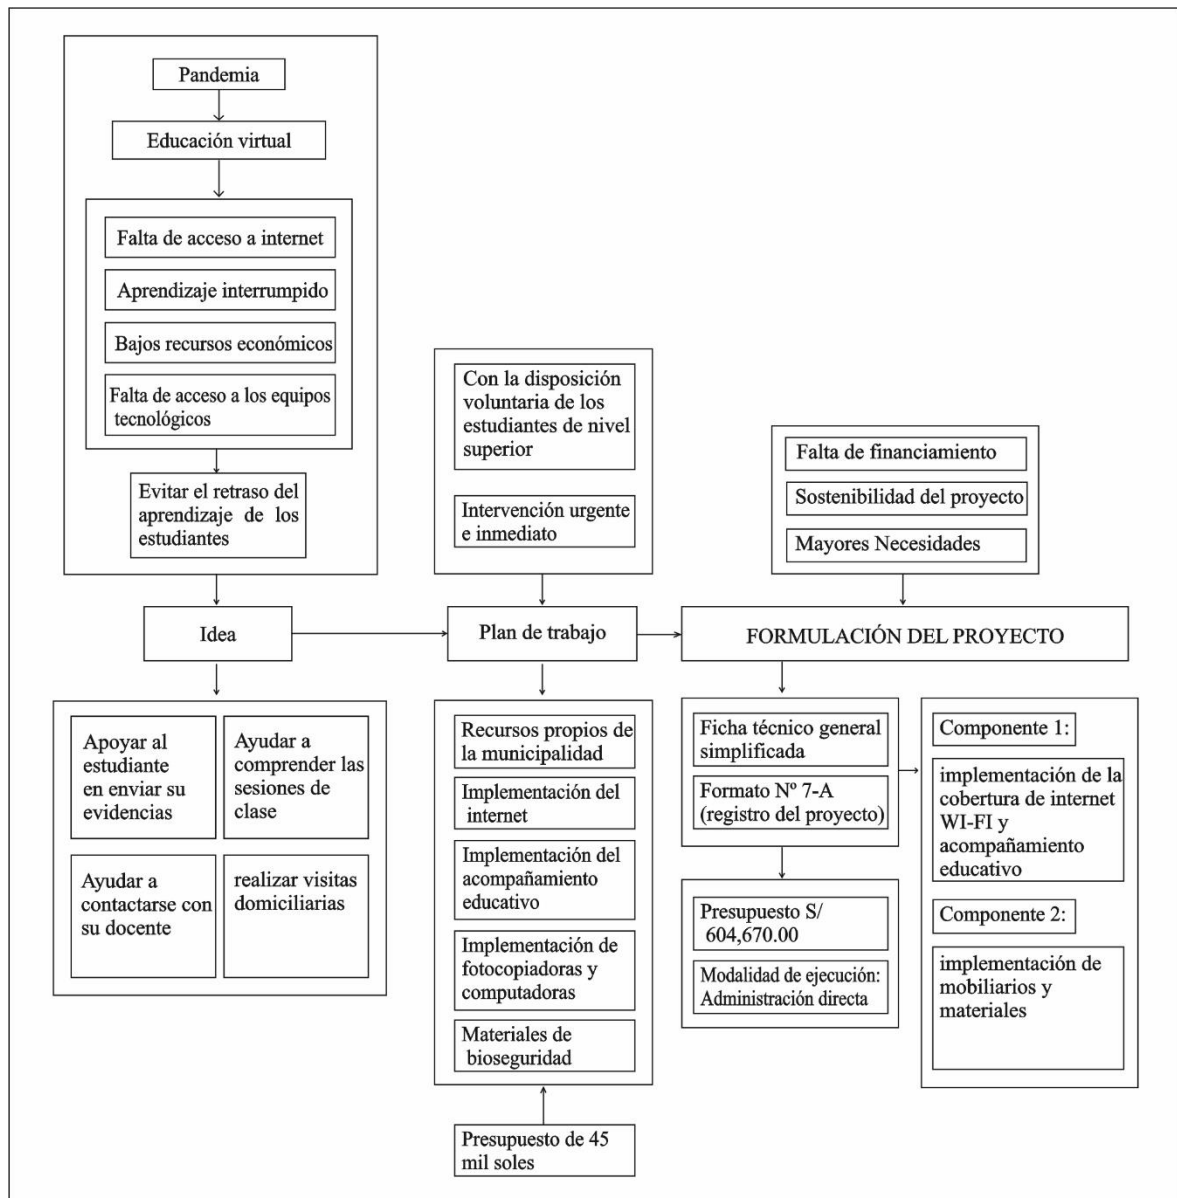 Pandemia
Educación virtual
Falta de acceso a internet
Aprendizaje interrumpido
Bajos recursos económicos
Falta de acceso a los equipos
tecnológicos
Evitar el retraso del
aprendizaje de los
estudiantes
Con la disposición
voluntaria de los
estudiantes de nivel
superior
Intervención urgente
e inmediato
Falta de financiamiento
Sostenibilidad del proyecto
Mayores Necesidades
Idea
Plan de trabajo
FORMULACIÓN DEL PROYECTO
Apoyar al
estudiante
en enviar su
evidencias
Ayudar a
comprender las
sesiones de
clase
Ayudar a
contactarse con
su docente
realizar visitas
domiciliarias
Recursos propios de
la municipalidad
Implementación del
internet
Implementación del
acompañamiento
educativo
Implementación de
fotocopiadoras y
computadoras
Materiales de
bioseguridad
Presupuesto de 45
mil soles
Ficha técnico general
simplificada
Formato Nº 7-A
(registro del proyecto)
Presupuesto S/
604,670.00
Modalidad de ejecución:
Administración directa
Componente 1:
implementación de la
cobertura de internet
WI-FI y
acompañamiento
educativo
Componente 2:
implementación de
mobiliarios y
materiales